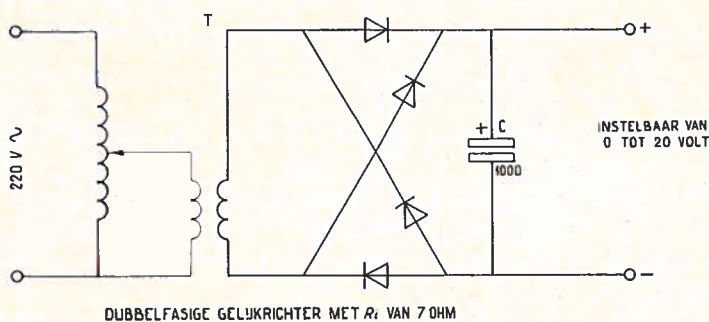 T
+
220 V ~
+ C
1000
INSTELBAAR VAN
0 TOT 20 VOLT
−
DUBBELFASIGE GELIJKRICHTER MET Ri VAN 7 OHM